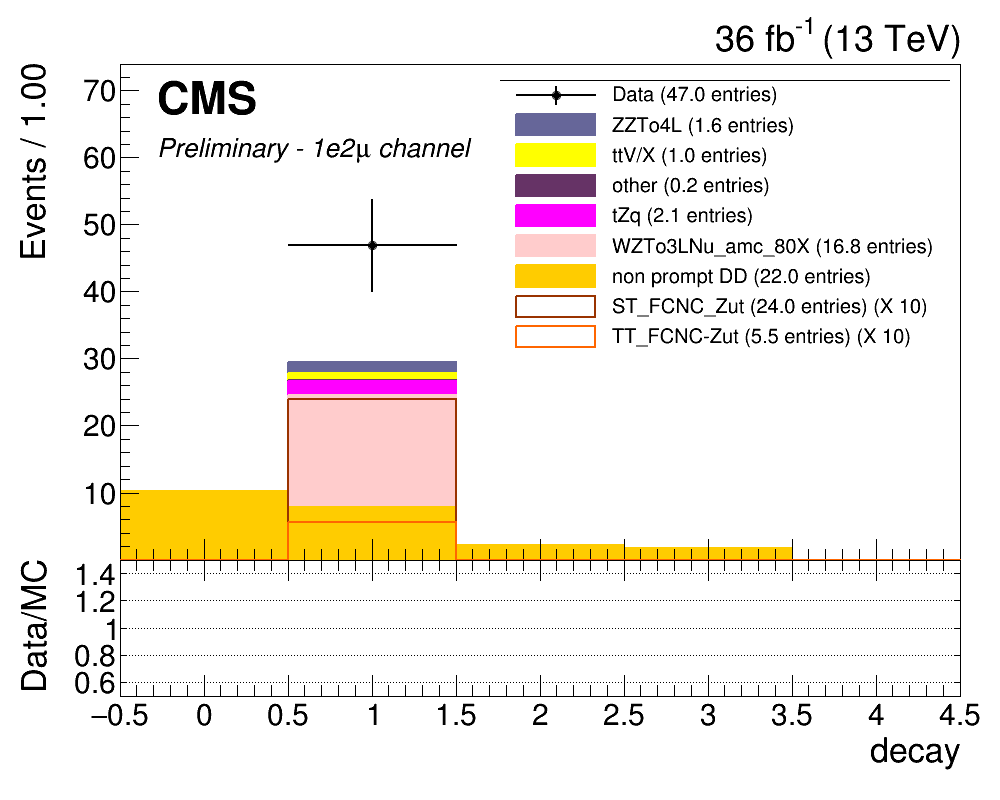 36 fb-1 (13 TeV)
CMS
Preliminary - 1e2μ channel
Data (47.0 entries)
ZZTo4L (1.6 entries)
ttV/X (1.0 entries)
other (0.2 entries)
tZq (2.1 entries)
WZTo3LNu_amc_80X (16.8 entries)
non prompt DD (22.0 entries)
ST_FCNC_Zut (24.0 entries) (X 10)
TT_FCNC-Zut (5.5 entries) (X 10)
Events / 1.00
70
60
50
40
30
20
10
Data/MC
1.4
1.2
1
0.8
0.6
−0.5 0 0.5 1 1.5 2 2.5 3 3.5 4 4.5
decay